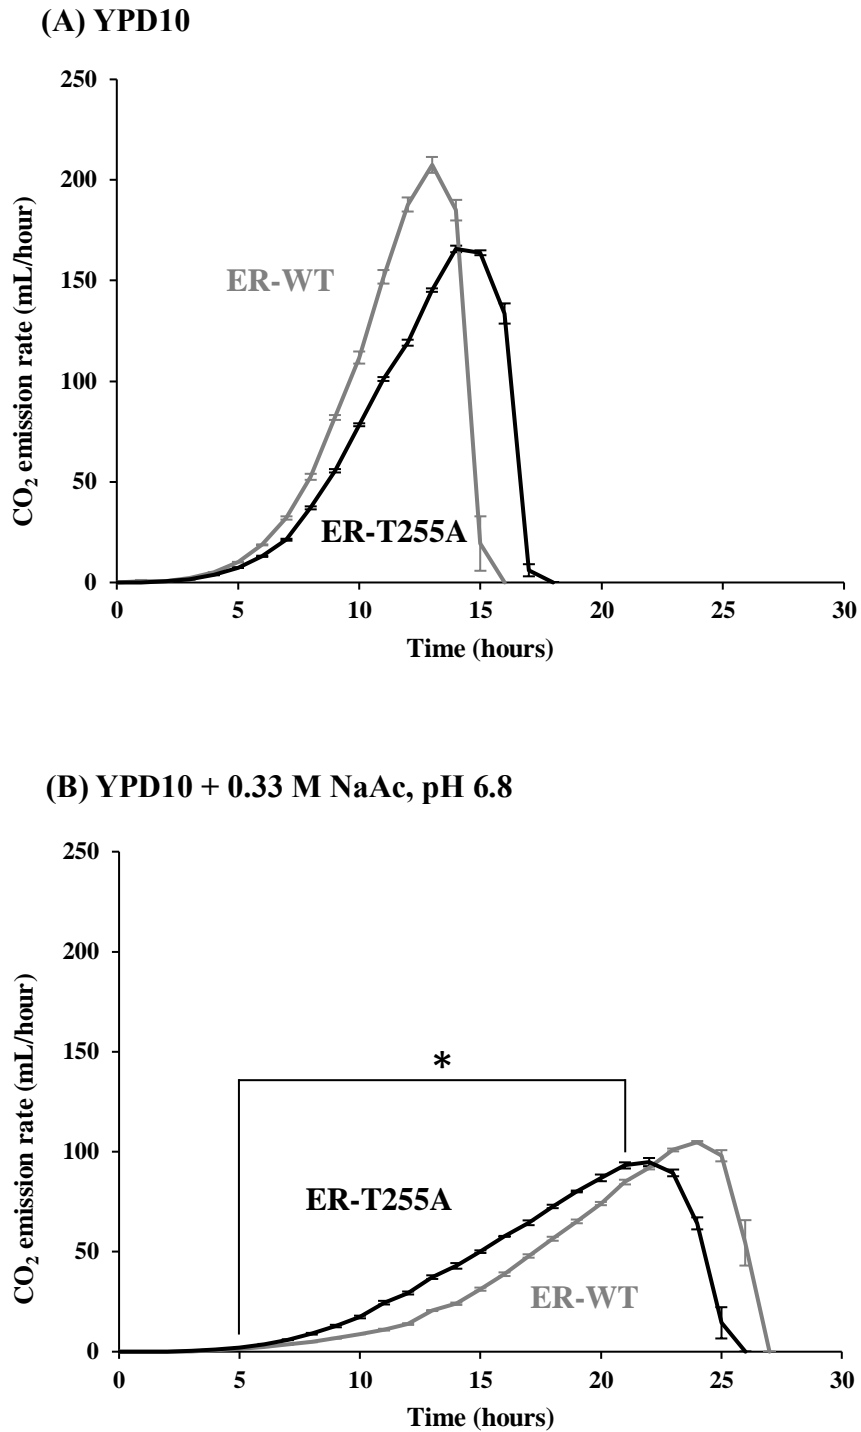 (A) YPD10
250
200
150
100
50
0
CO₂ emission rate (mL/hour)
ER-WT
ER-T255A
0 5 10 15 20 25 30
Time (hours)
(B) YPD10 + 0.33 M NaAc, pH 6.8
250
200
150
100
50
0
CO₂ emission rate (mL/hour)
*
ER-T255A
ER-WT
0 5 10 15 20 25 30
Time (hours)